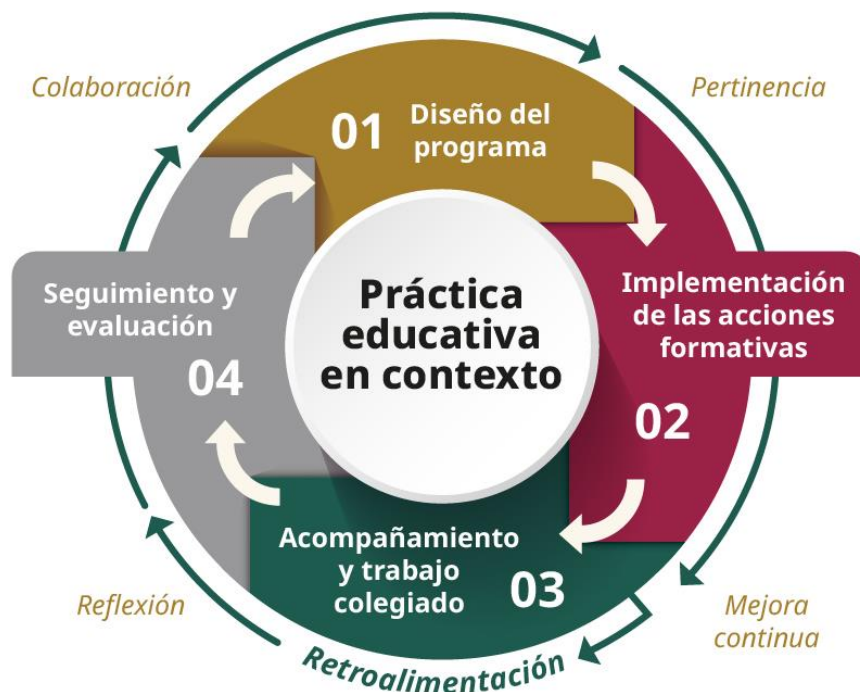 Colaboración
Pertinencia
01
Diseño del
programa
Implementación
de las acciones
formativas
02
Práctica
educativa
en contexto
Seguimiento y
evaluación
04
Acompañamiento
y trabajo
colegiado
03
Reflexión
Mejora
continua
Retroalimentación